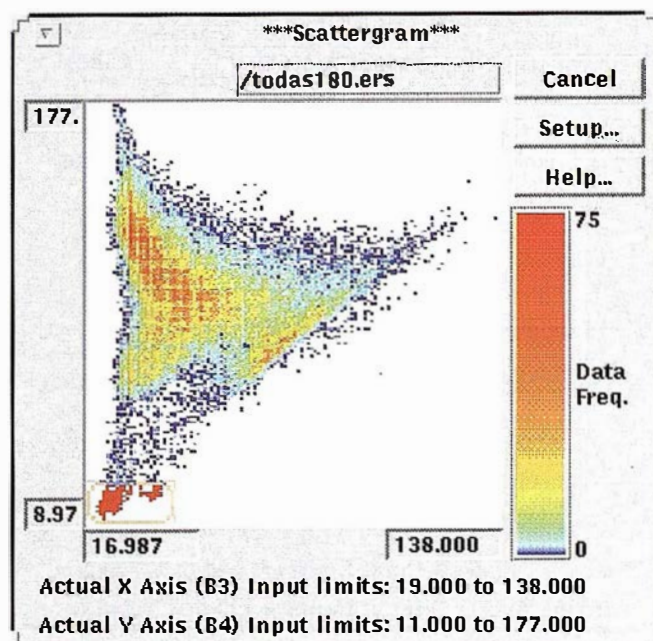 ***Scattergram***
/todas180.ers
Cancel
177.
Setup...
Help...
75
Data
Freq.
8.97
0
16.987
138.000
Actual X Axis (B3) Input limits: 19.000 to 138.000
Actual Y Axis (B4) Input limits: 11.000 to 177.000